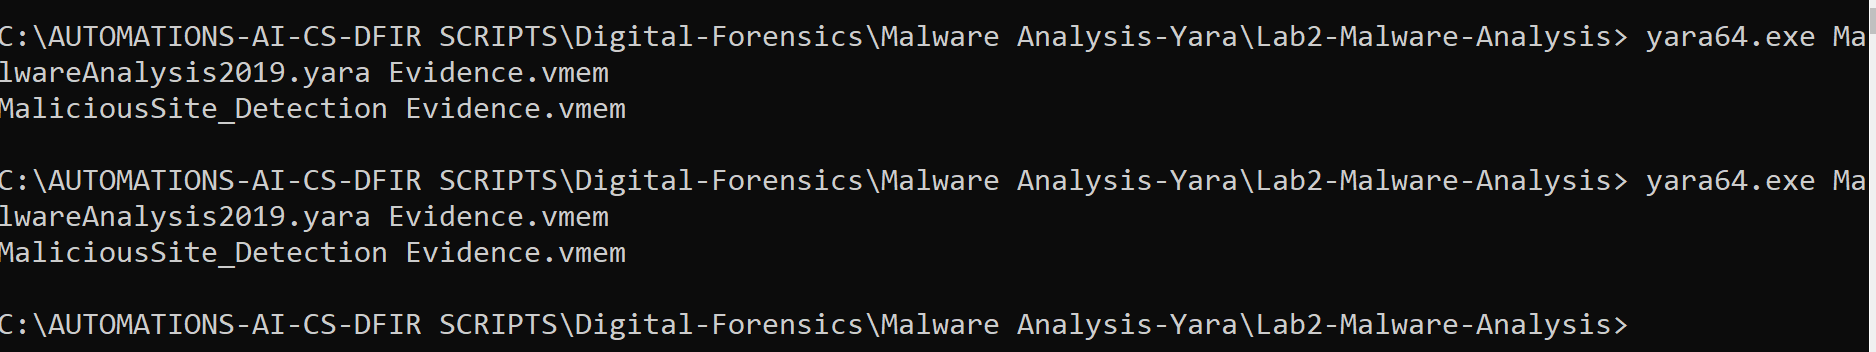 C:\AUTOMATIONS-AI-CS-DFIR SCRIPTS\Digital-Forensics\Malware Analysis-Yara\Lab2-Malware-Analysis> yara64.exe Ma
lwareAnalysis2019.yara Evidence.vmem
MaliciousSite_Detection Evidence.vmem
C:\AUTOMATIONS-AI-CS-DFIR SCRIPTS\Digital-Forensics\Malware Analysis-Yara\Lab2-Malware-Analysis> yara64.exe Ma
lwareAnalysis2019.yara Evidence.vmem
MaliciousSite_Detection Evidence.vmem
C:\AUTOMATIONS-AI-CS-DFIR SCRIPTS\Digital-Forensics\Malware Analysis-Yara\Lab2-Malware-Analysis>